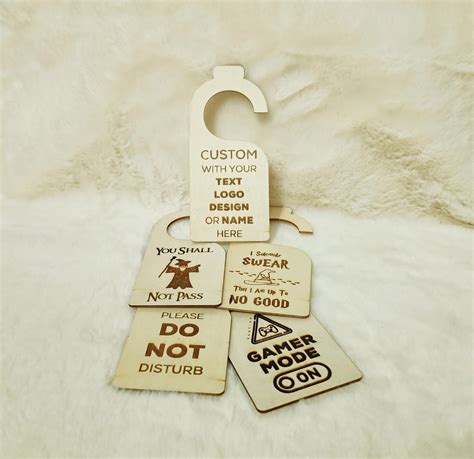 CUSTOM
WITH YOUR
TEXT
LOGO
DESIGN
OR NAME
HERE
YOU SHALL
NOT PASS
I Solemnly
SWEAR
That I Am Up To
NO GOOD
PLEASE
DO
NOT
DISTURB
GAMER
MODE
ON